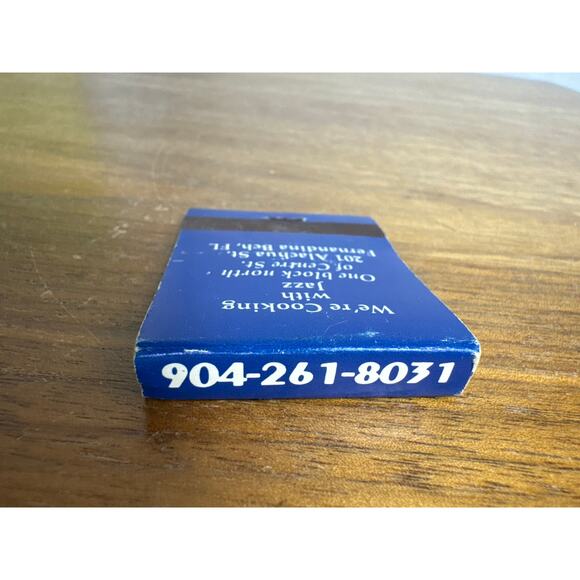 We're Cooking
with
Jazz
One block north
of Centre St.
201 Alachua St.
Fernandina Bch, FL
904-261-8031